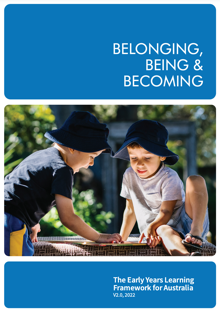 BELONGING,
BEING &
BECOMING
The Early Years Learning
Framework for Australia
V2.0, 2022